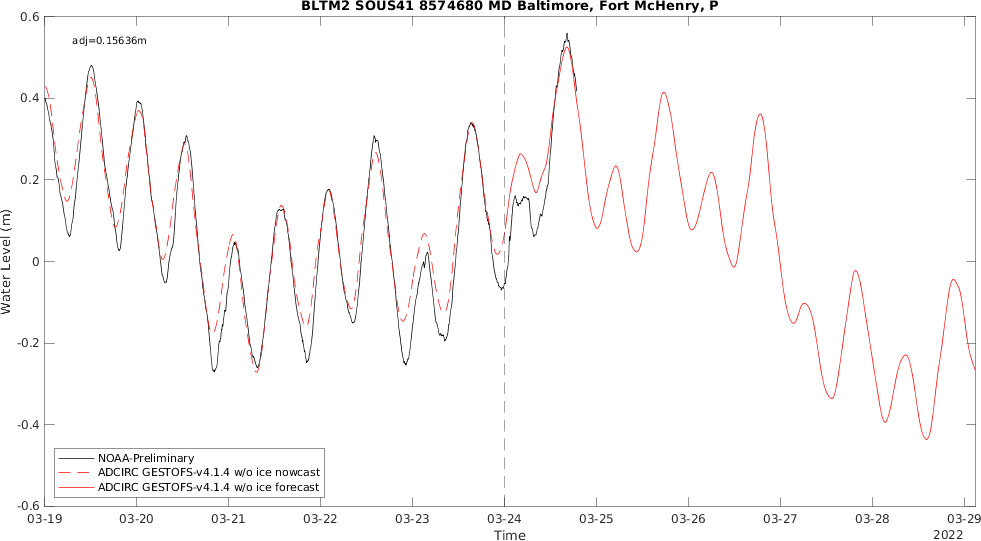 BLTM2 SOUS41 8574680 MD Baltimore, Fort McHenry, P
adj=0.15636m
0.6
0.4
0.2
0
-0.2
-0.4
-0.6
Water Level (m)
NOAA-Preliminary
ADCIRC GESTOFS-v4.1.4 w/o ice nowcast
ADCIRC GESTOFS-v4.1.4 w/o ice forecast
03-19 03-20 03-21 03-22 03-23 03-24 03-25 03-26 03-27 03-28 03-29
Time
2022